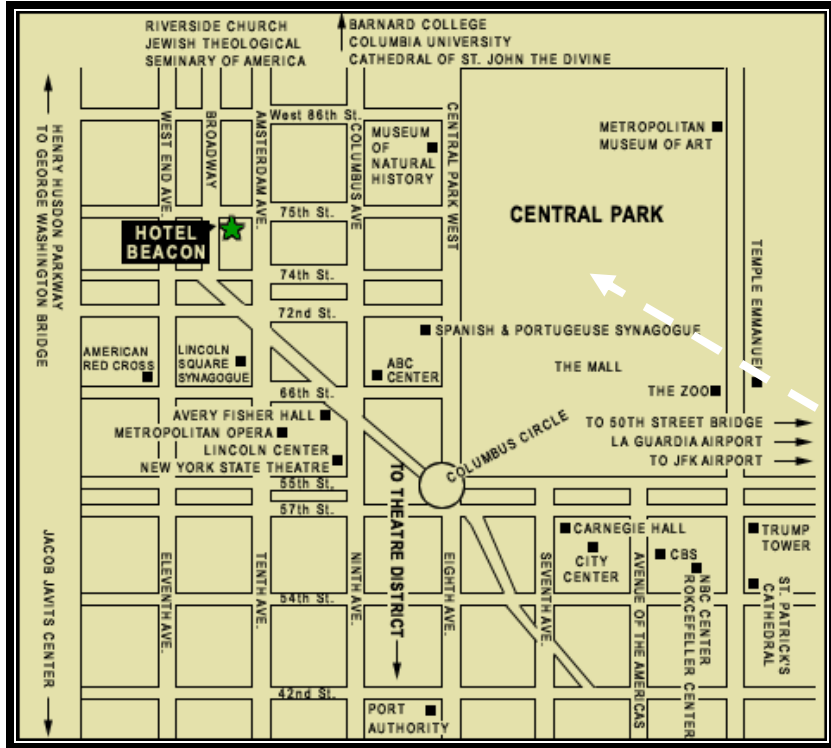 RIVERSIDE CHURCH
JEWISH THEOLOGICAL
SEMINARY OF AMERICA
BARNARD COLLEGE
COLUMBIA UNIVERSITY
CATHEDRAL OF ST. JOHN THE DIVINE
HENRY HUSDON PARKWAY
TO GEORGE WASHINGTON BRIDGE
WEST END AVE.
BROADWAY
AMSTERDAM AVE.
West 86th St.
COLUMBUS AVE
MUSEUM
OF
NATURAL
HISTORY
CENTRAL PARK WEST
METROPOLITAN
MUSEUM OF ART
CENTRAL PARK
75th St.
HOTEL
BEACON
74th St.
72nd St.
TEMPLE EMMANUEL
SPANISH & PORTUGEUSE SYNAGOGUE
AMERICAN
RED CROSS
LINCOLN
SQUARE
SYNAGOGUE
ABC
CENTER
THE MALL
THE ZOO
66th St.
AVERY FISHER HALL
METROPOLITAN OPERA
LINCOLN CENTER
NEW YORK STATE THEATRE
COLUMBUS CIRCLE
TO 50TH STREET BRIDGE
LA GUARDIA AIRPORT
TO JFK AIRPORT
55th St.
57th St.
TO THEATRE DISTRICT
JACOB JAVITS CENTER
ELEVENTH AVE.
TENTH AVE.
NINTH AVE.
EIGHTH AVE.
SEVENTH AVE.
CARNEGIE HALL
CITY
CENTER
AVENUE OF THE AMERICAS
CBS
NBC CENTER
ROKCEFELLER CENTER
TRUMP
TOWER
ST. PATRICK'S
CATHEDRAL
54th St.
42nd St.
PORT
AUTHORITY